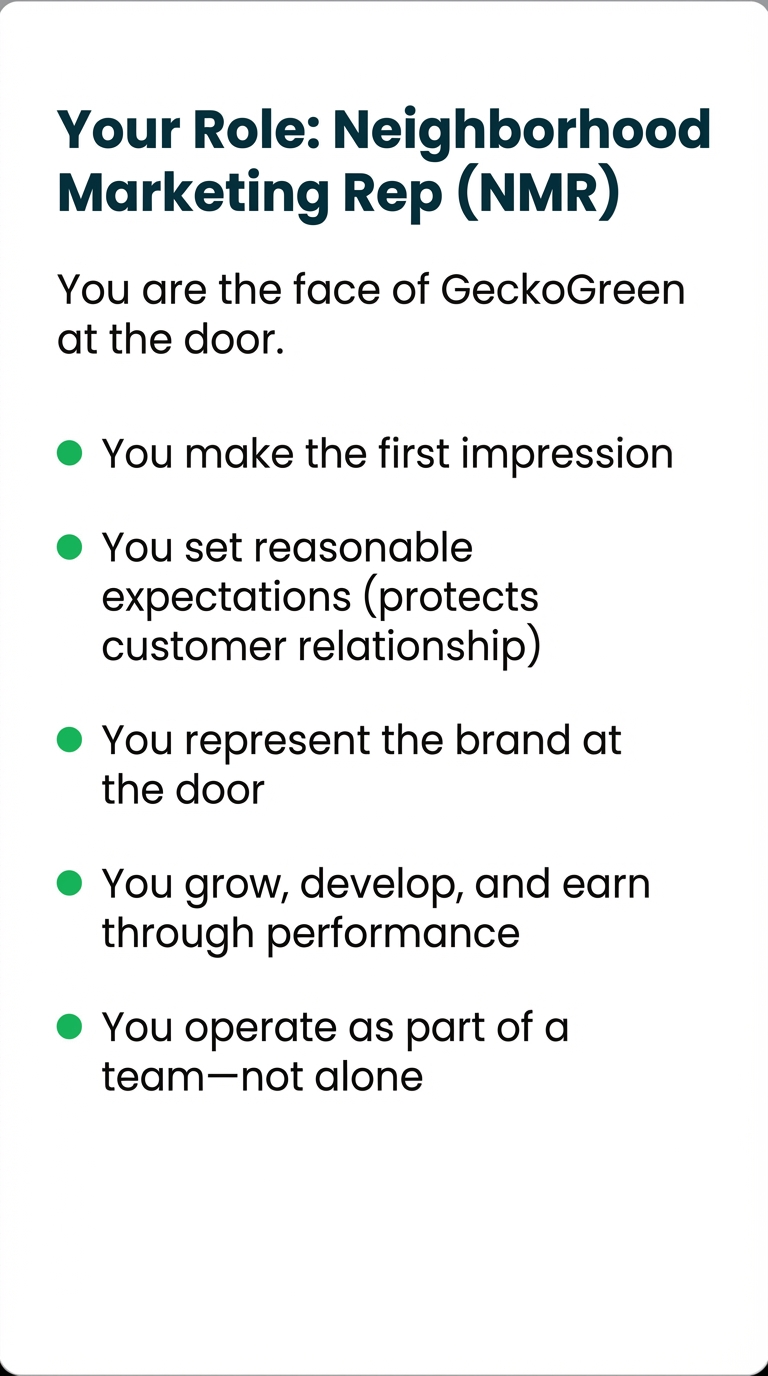 Your Role: Neighborhood
Marketing Rep (NMR)
You are the face of GeckoGreen
at the door.
You make the first impression
You set reasonable
expectations (protects
customer relationship)
You represent the brand at
the door
You grow, develop, and earn
through performance
You operate as part of a
team—not alone